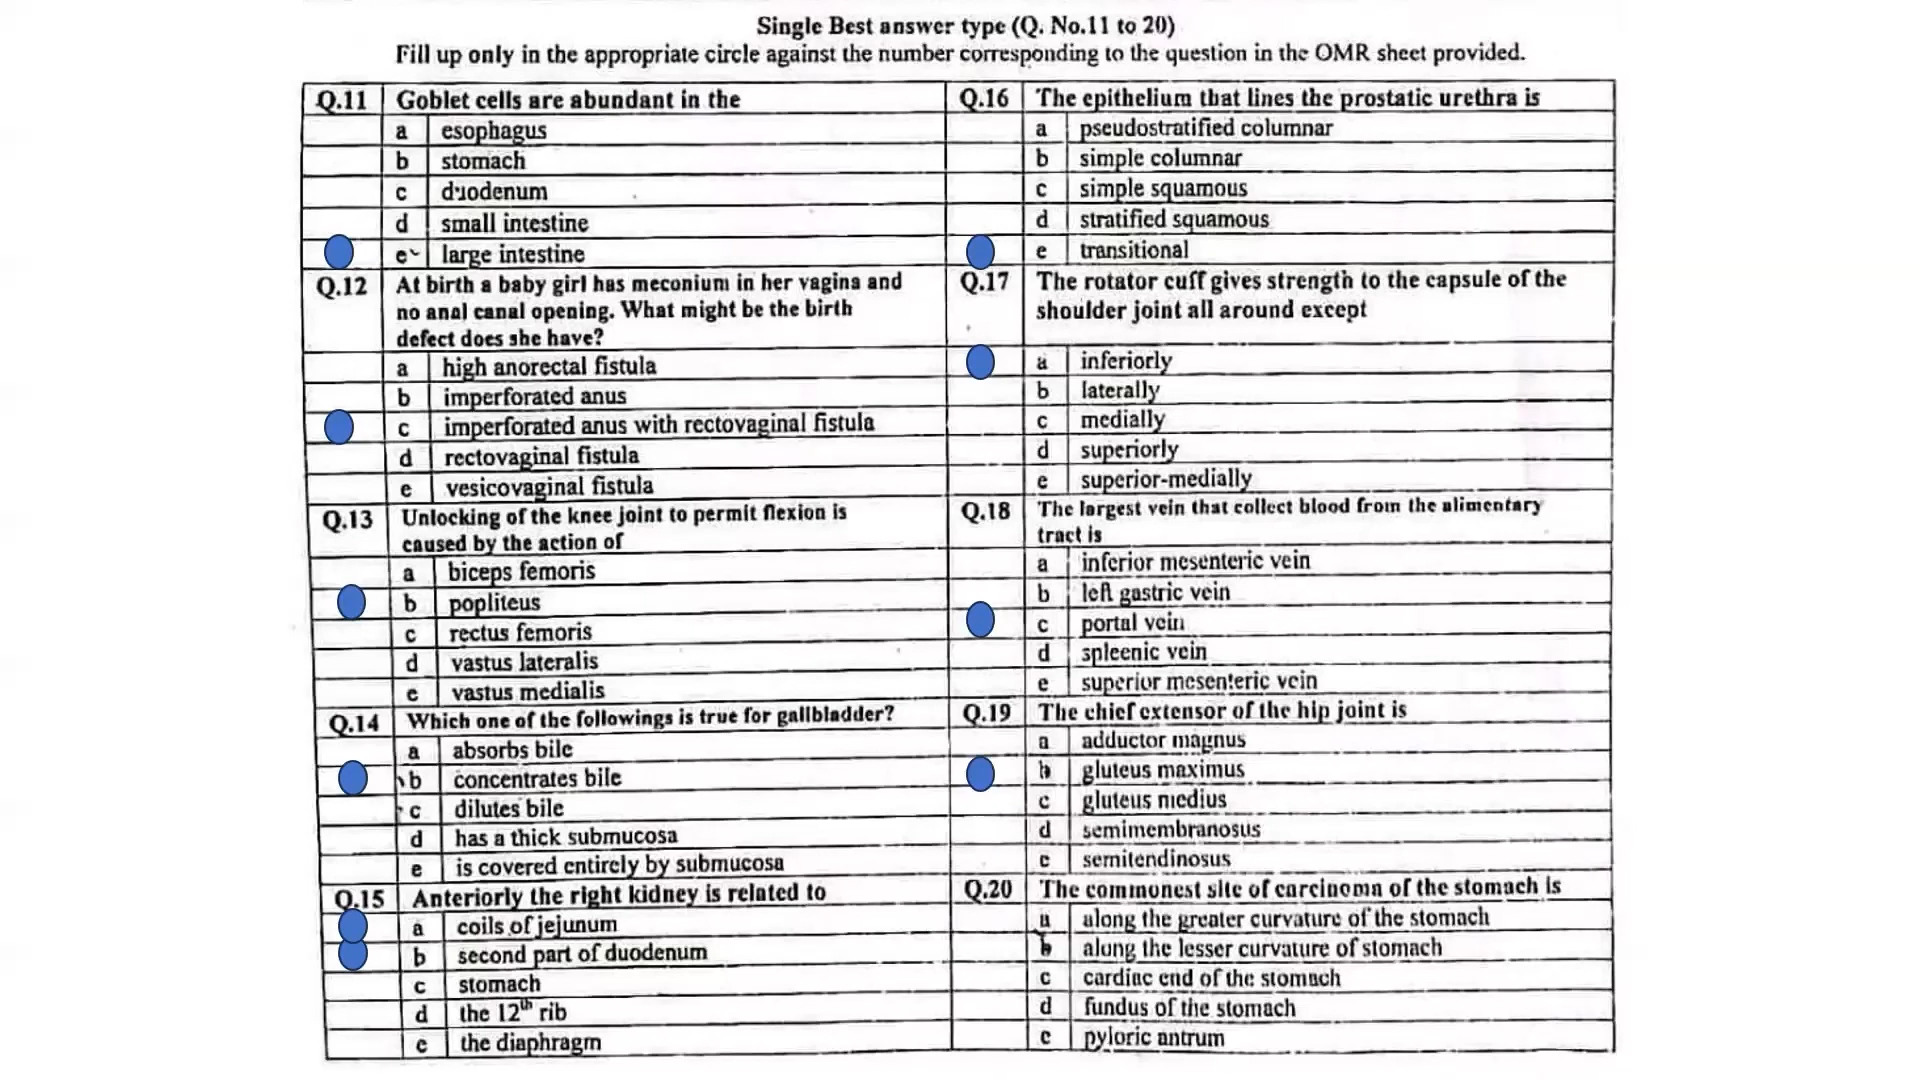 Single Best answer type (Q. No.11 to 20)
Fill up only in the appropriate circle against the number corresponding to the question in the OMR sheet provided.
Q.11 Goblet cells are abundant in the
a esophagus
b stomach
c duodenum
d small intestine
e large intestine
Q.12 At birth a baby girl has meconium in her vagina and
no anal canal opening. What might be the birth
defect does she have?
a high anorectal fistula
b imperforated anus
c imperforated anus with rectovaginal fistula
d rectovaginal fistula
e vesicovaginal fistula
Q.13 Unlocking of the knee joint to permit flexion is
caused by the action of
a biceps femoris
b popliteus
c rectus femoris
d vastus lateralis
e vastus medialis
Q.14 Which one of the followings is true for gallbladder?
a absorbs bile
b concentrates bile
c dilutes bile
d has a thick submucosa
e is covered entirely by submucosa
Q.15 Anteriorly the right kidney is related to
a coils of jejunum
b second part of duodenum
c stomach
d the 12th rib
e the diaphragm
Q.16 The epithelium that lines the prostatic urethra is
a pseudostratified columnar
b simple columnar
c simple squamous
d stratified squamous
e transitional
Q.17 The rotator cuff gives strength to the capsule of the
shoulder joint all around except
a inferiorly
b laterally
c medially
d superiorly
e superior-medially
Q.18 The largest vein that collect blood from the alimentary
tract is
a inferior mesenteric vein
b left gastric vein
c portal vein
d spleenic vein
e superior mesenteric vein
Q.19 The chief extensor of the hip joint is
a adductor magnus
b gluteus maximus
c gluteus medius
d semimembranosus
e semitendinosus
Q.20 The commonest site of carcinoma of the stomach is
a along the greater curvature of the stomach
b along the lesser curvature of stomach
c cardiac end of the stomach
d fundus of the stomach
e pyloric antrum